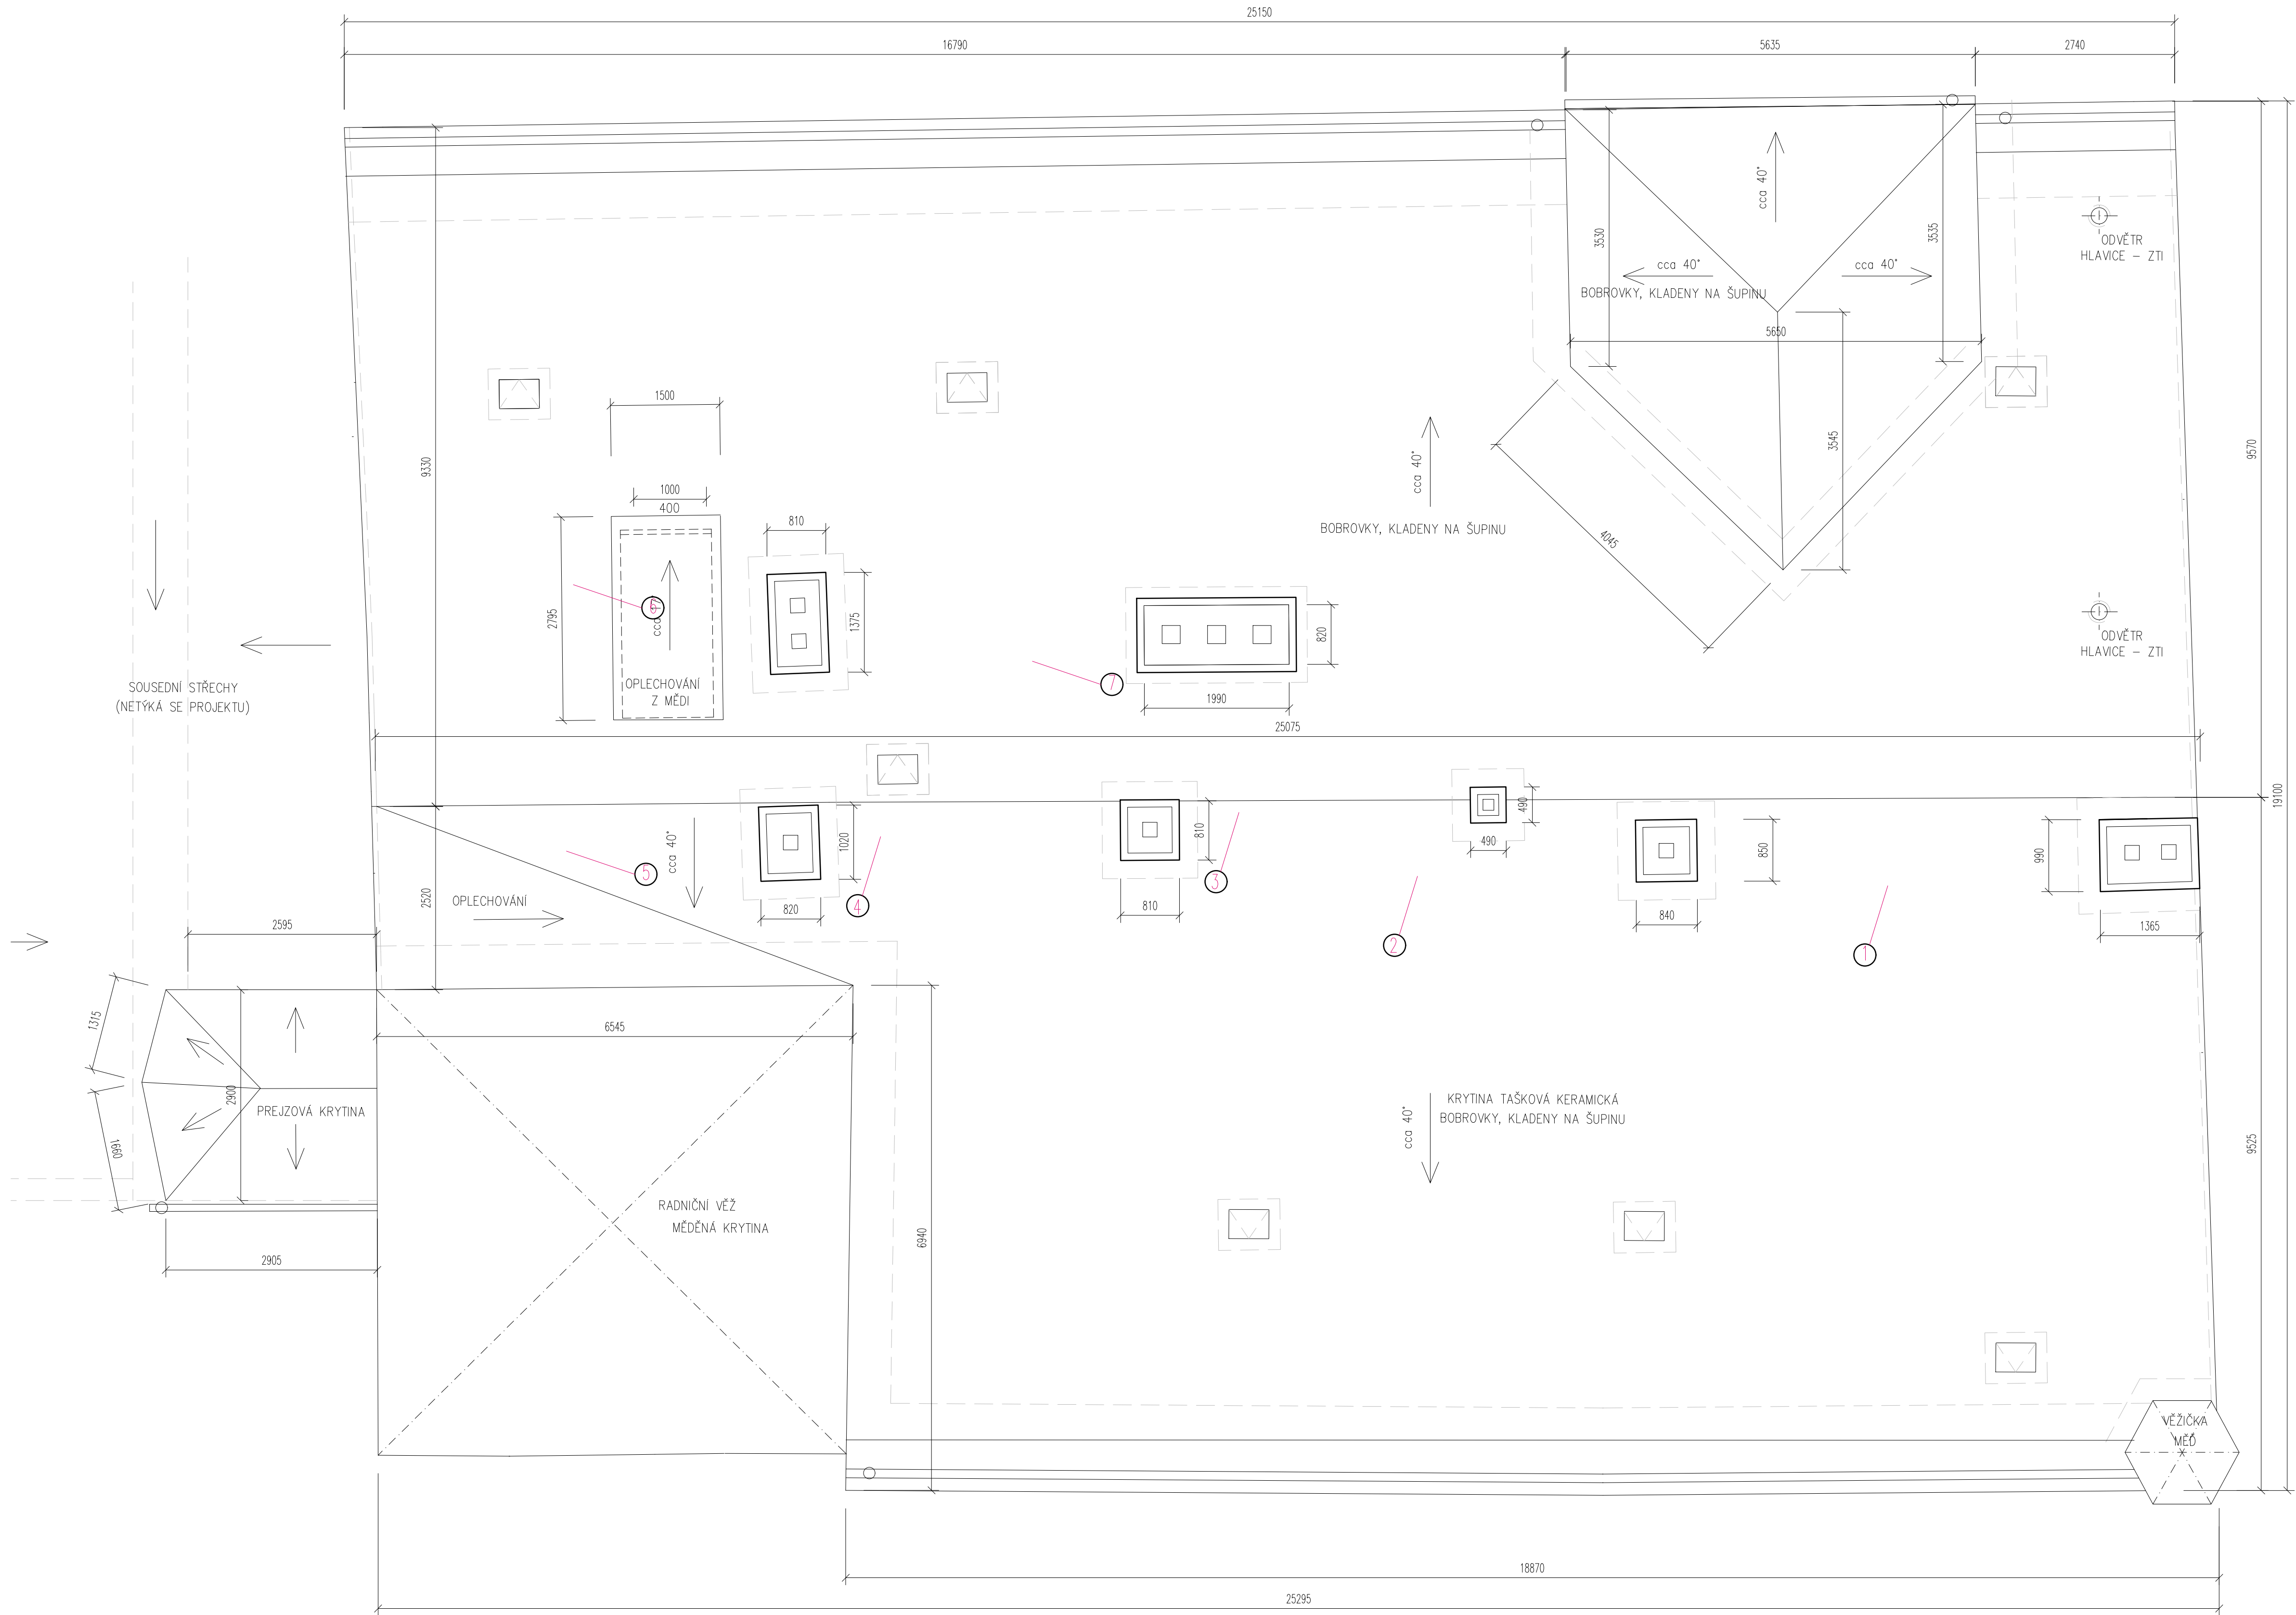 25150
16790
5635
2740
cca 40°
3530
3535
cca 40°
cca 40°
BOBROVKY, KLADENY NA ŠUPINU
5650
3545
4045
ODVĚTR
HLAVICE – ZTI
9330
9570
1500
1000
400
810
2795
1375
OPLECHOVÁNÍ
Z MĚDI
cca 40°
BOBROVKY, KLADENY NA ŠUPINU
820
1990
7
ODVĚTR
HLAVICE – ZTI
SOUSEDNÍ STŘECHY
(NETÝKÁ SE PROJEKTU)
25075
19100
490
490
810
810
1020
820
850
840
990
1365
cca 40°
5
4
3
2
1
OPLECHOVÁNÍ
2520
2595
6545
1315
1690
2900
PREJZOVÁ KRYTINA
2905
RADNIČNÍ VĚŽ
MĚDĚNÁ KRYTINA
6940
cca 40°
KRYTINA TAŠKOVÁ KERAMICKÁ
BOBROVKY, KLADENY NA ŠUPINU
9525
VĚŽIČKA
MĚĎ
18870
25295